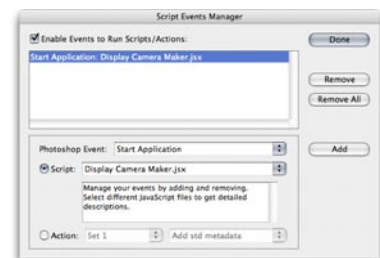 Script Events Manager
Enable Events to Run Scripts/Actions:
Done
Start Application: Display Camera Maker.jsx
Remove
Remove All
Photoshop Event: Start Application
Add
Script: Display Camera Maker.jsx
Manage your events by adding and removing.
Select different JavaScript files to get detailed
descriptions.
Action: Set 1 Add std metadata